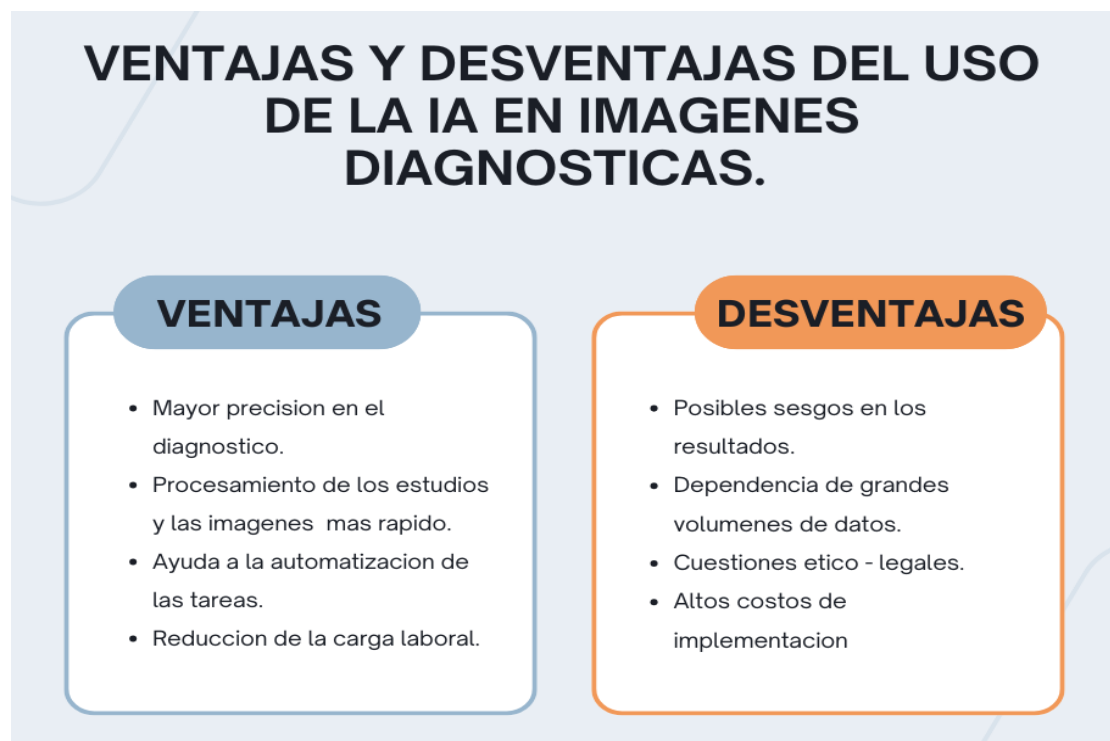 VENTAJAS Y DESVENTAJAS DEL USO
DE LA IA EN IMAGENES
DIAGNOSTICAS.
VENTAJAS
• Mayor precision en el
diagnostico.
• Procesamiento de los estudios
y las imagenes  mas rapido.
• Ayuda a la automatizacion de
las tareas.
• Reduccion de la carga laboral.
DESVENTAJAS
• Posibles sesgos en los
resultados.
• Dependencia de grandes
volumenes de datos.
• Cuestiones etico - legales.
• Altos costos de
implementacion